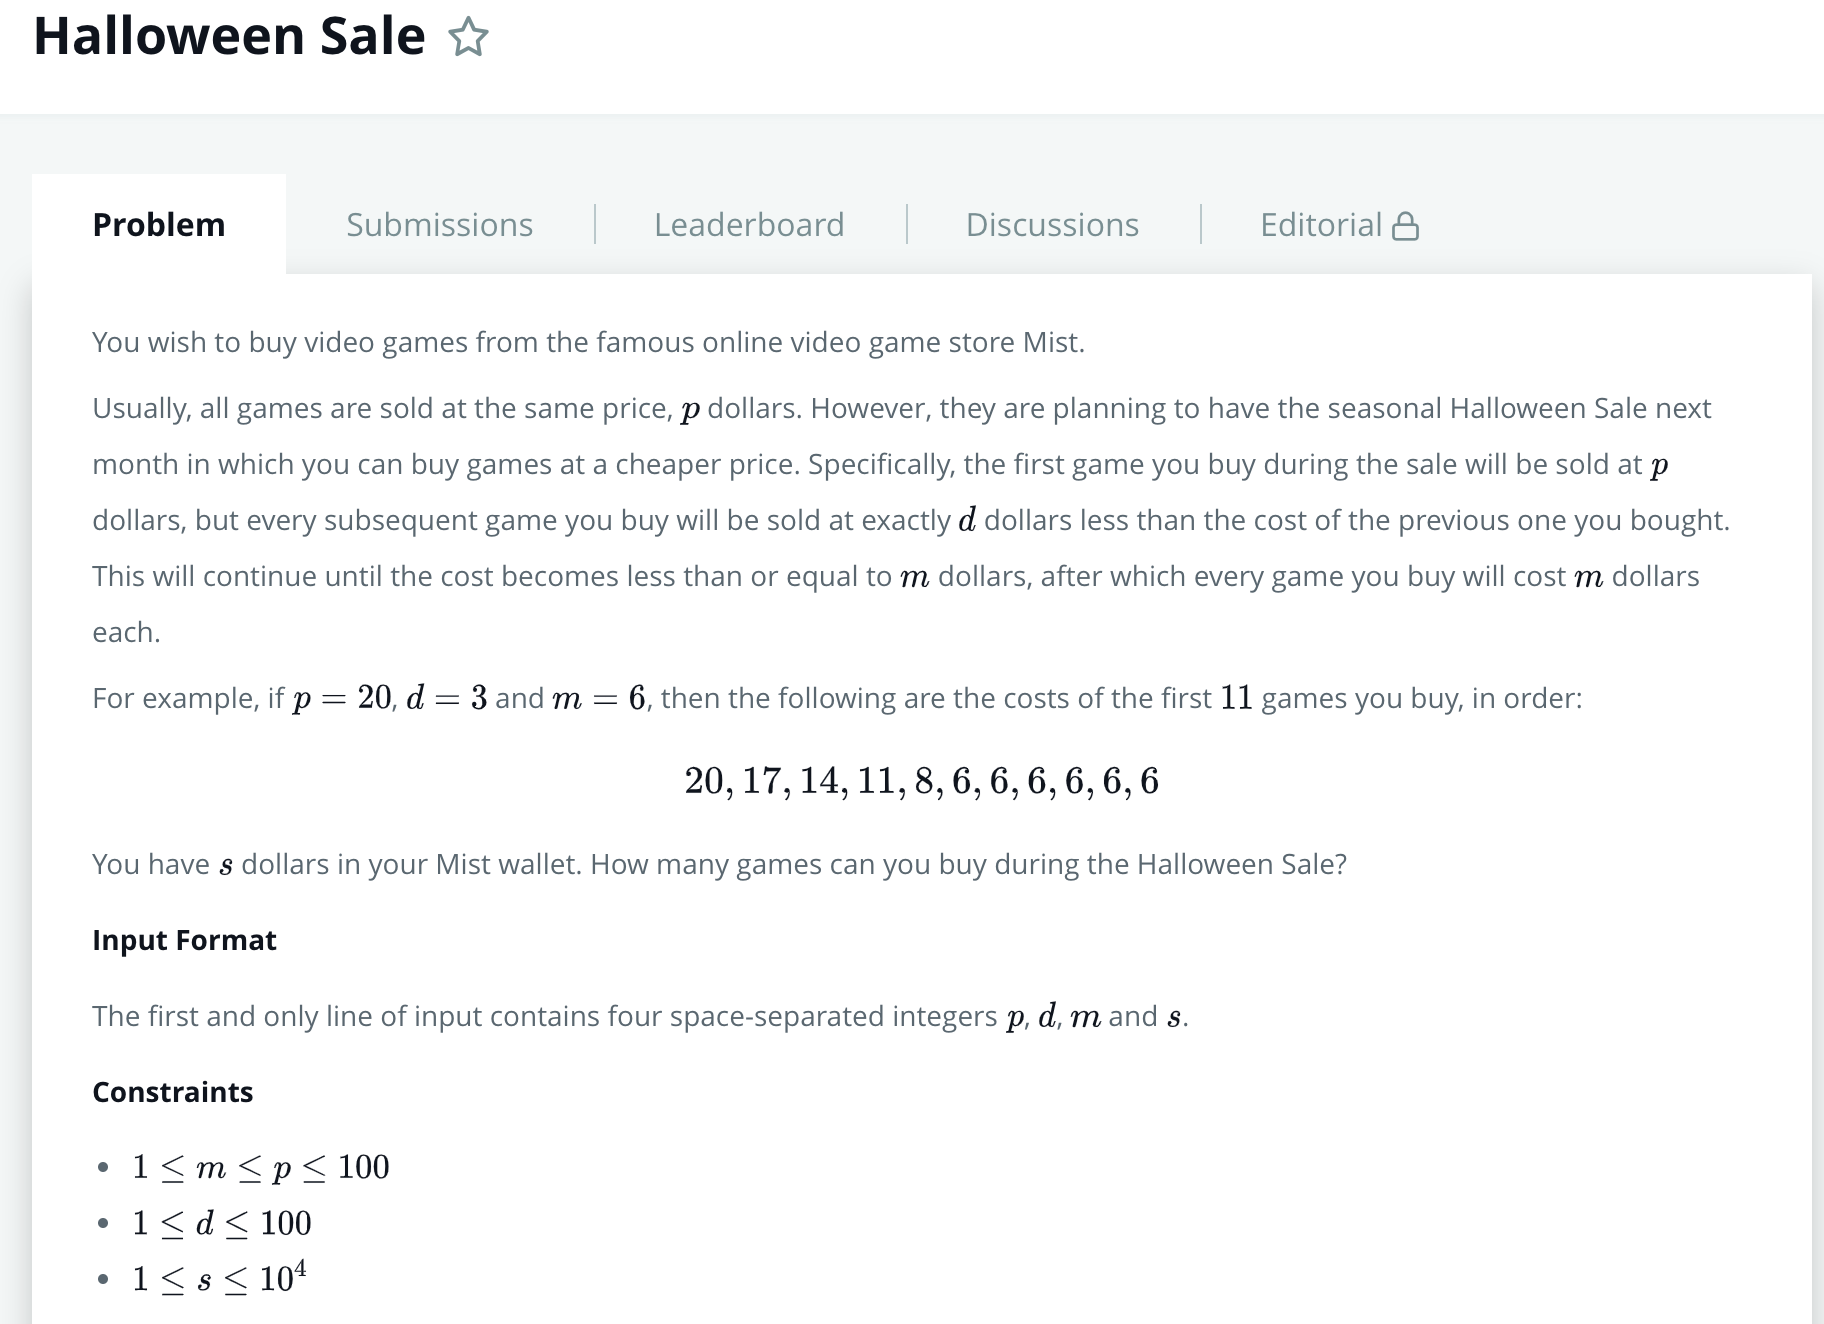 Halloween Sale
Problem
Submissions
Leaderboard
Discussions
Editorial
You wish to buy video games from the famous online video game store Mist.
Usually, all games are sold at the same price, p dollars. However, they are planning to have the seasonal Halloween Sale next
month in which you can buy games at a cheaper price. Specifically, the first game you buy during the sale will be sold at p
dollars, but every subsequent game you buy will be sold at exactly d dollars less than the cost of the previous one you bought.
This will continue until the cost becomes less than or equal to m dollars, after which every game you buy will cost m dollars
each.
For example, if p = 20, d = 3 and m = 6, then the following are the costs of the first 11 games you buy, in order:
20, 17, 14, 11, 8, 6, 6, 6, 6, 6, 6
You have s dollars in your Mist wallet. How many games can you buy during the Halloween Sale?
Input Format
The first and only line of input contains four space-separated integers p, d, m and s.
Constraints
• 1 ≤ m ≤ p ≤ 100
• 1 ≤ d ≤ 100
• 1 ≤ s ≤ 10⁴